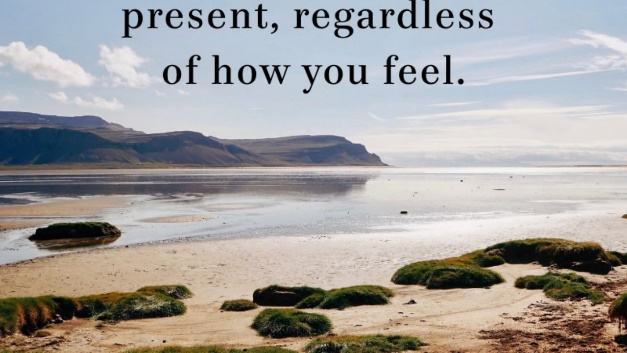 present, regardless
of how you feel.